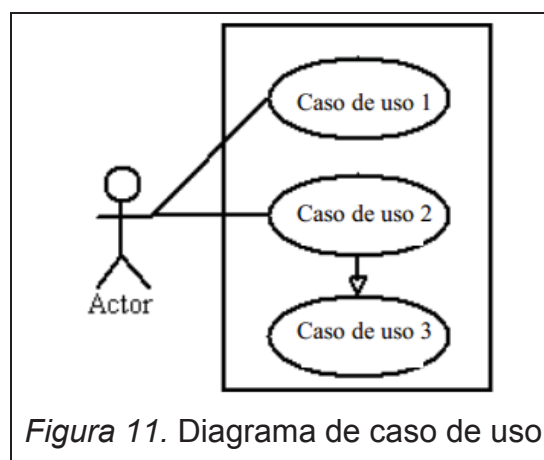 Caso de uso 1
Caso de uso 2
Actor
Caso de uso 3
Figura 11. Diagrama de caso de uso